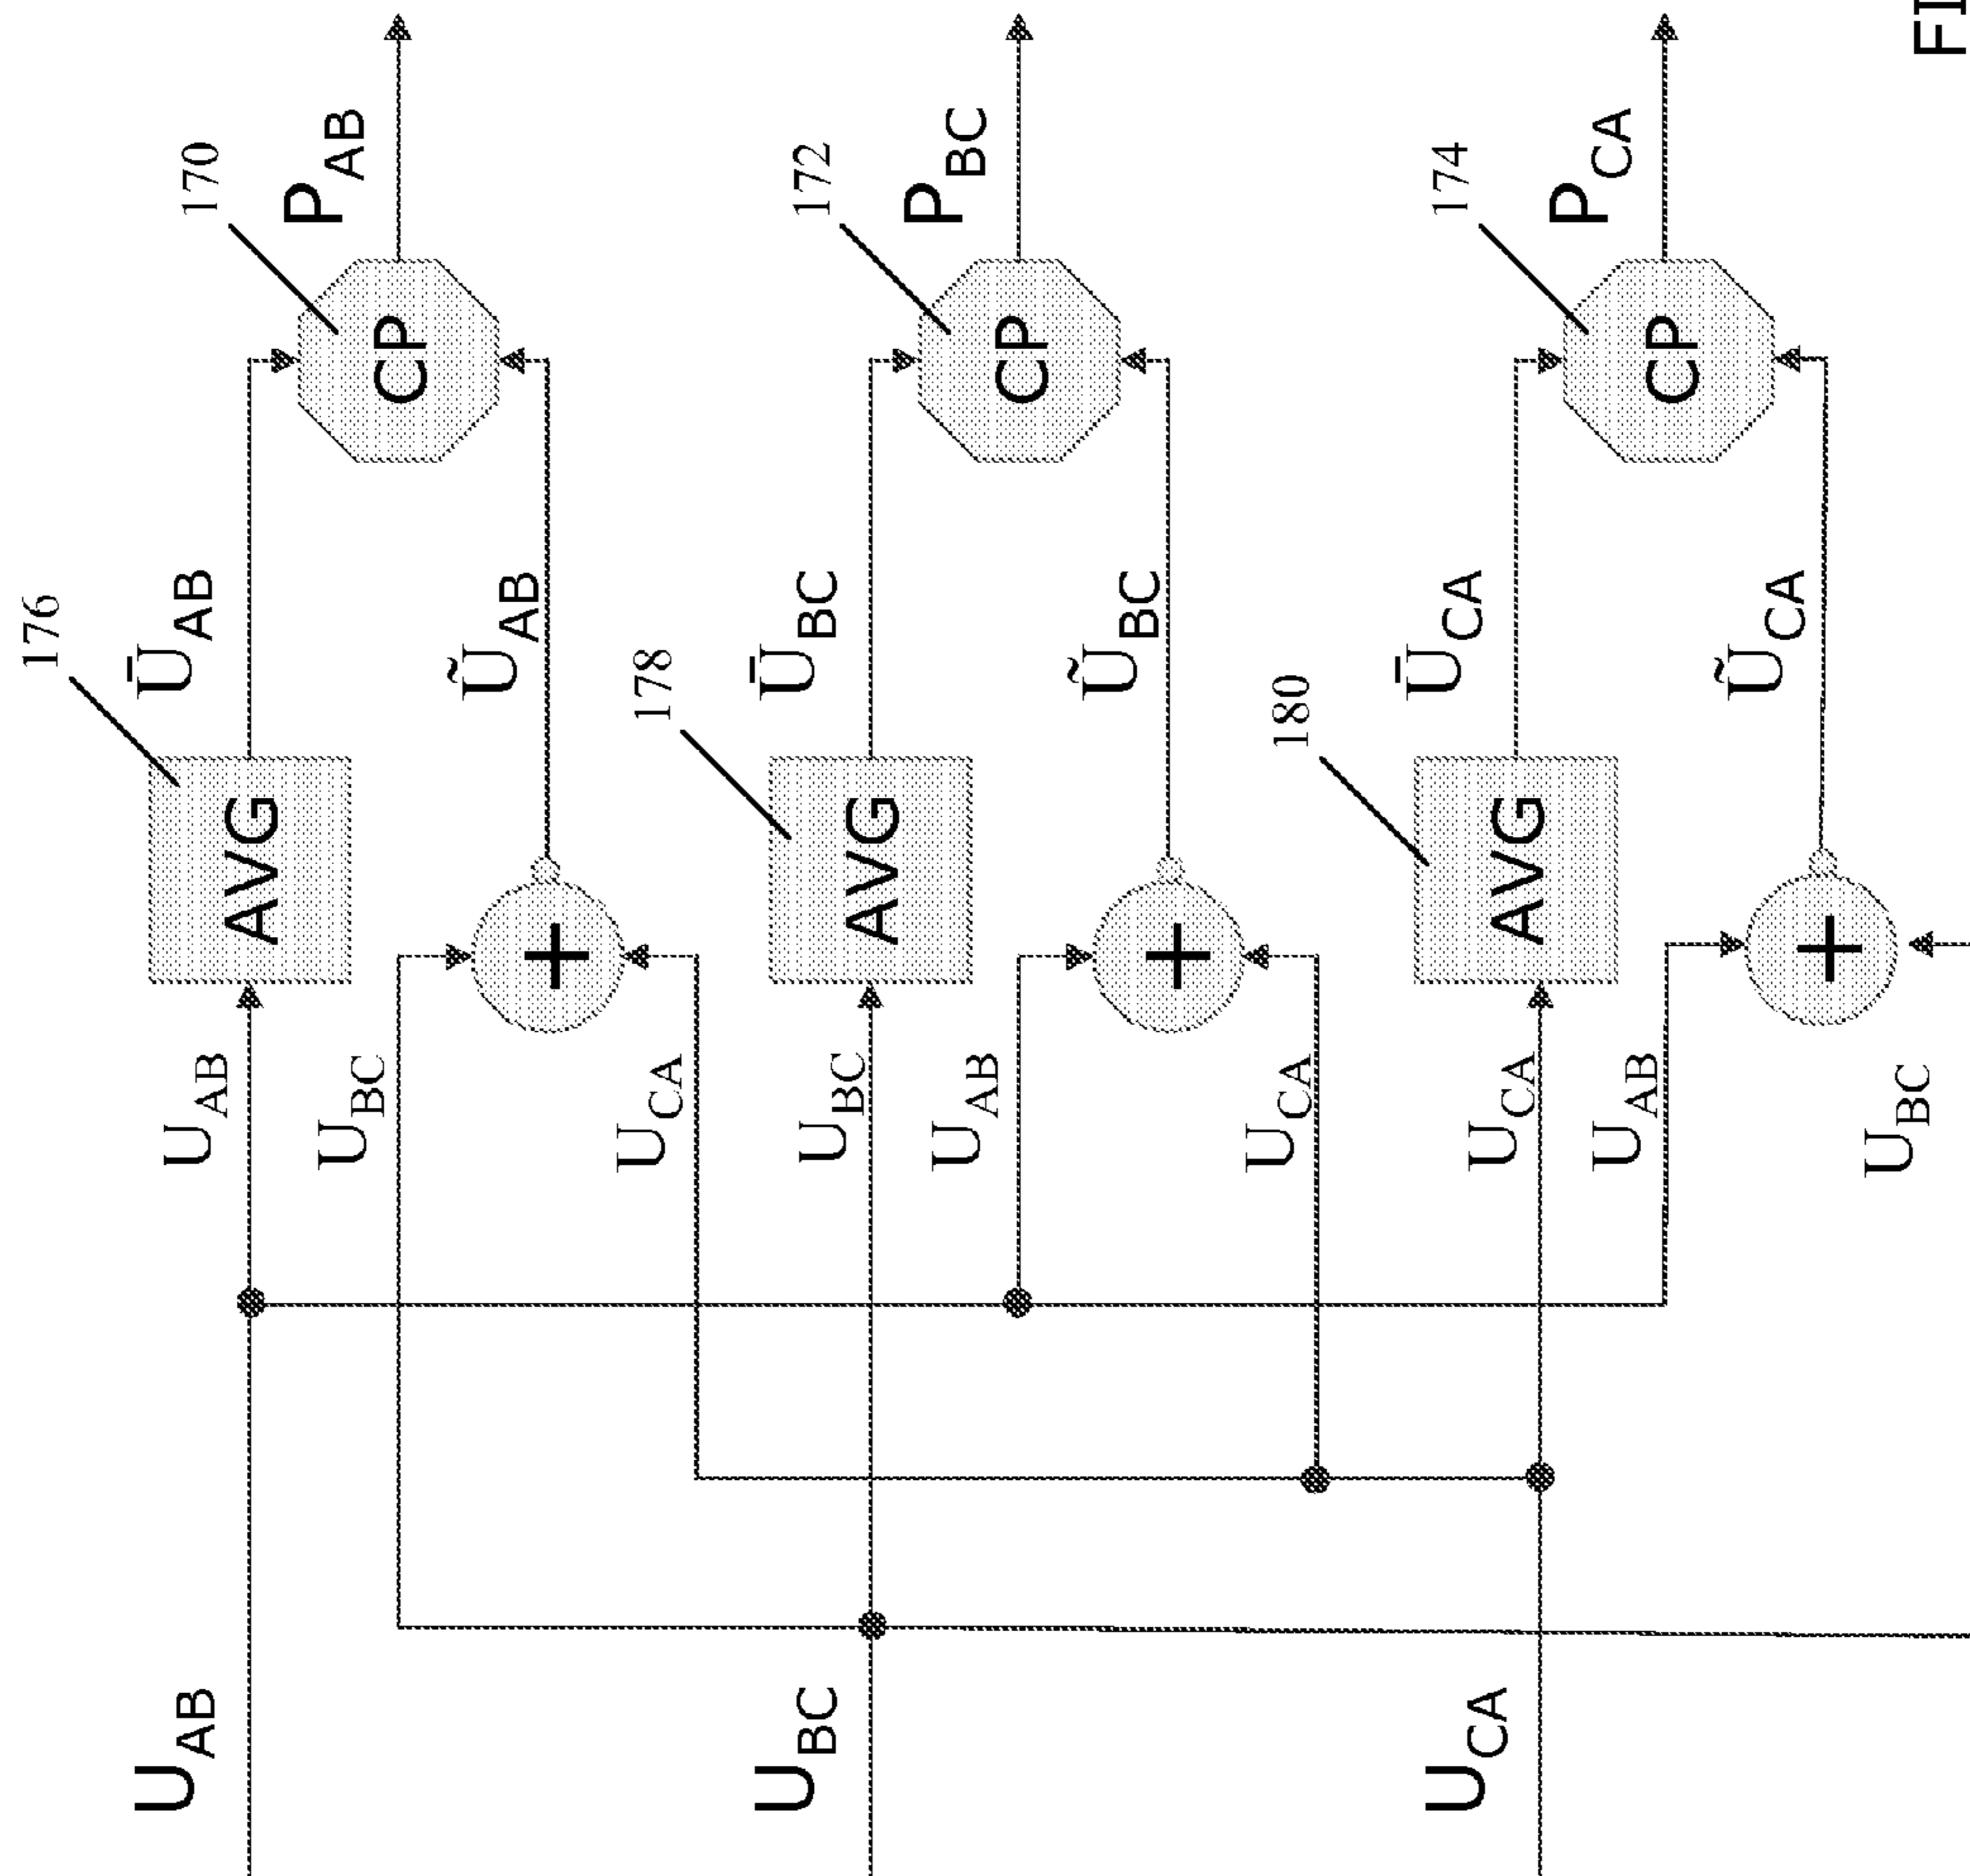 176
U_AB
U_AB
Ū_AB
170
AVG
P_AB
U_BC
CP
Ũ_AB
U_CA
178
U_BC
U_BC
Ū_BC
172
AVG
P_BC
U_AB
CP
Ũ_BC
U_CA
180
U_CA
U_CA
Ū_CA
174
AVG
P_CA
U_AB
CP
Ũ_CA
U_BC
+
+
+
FI